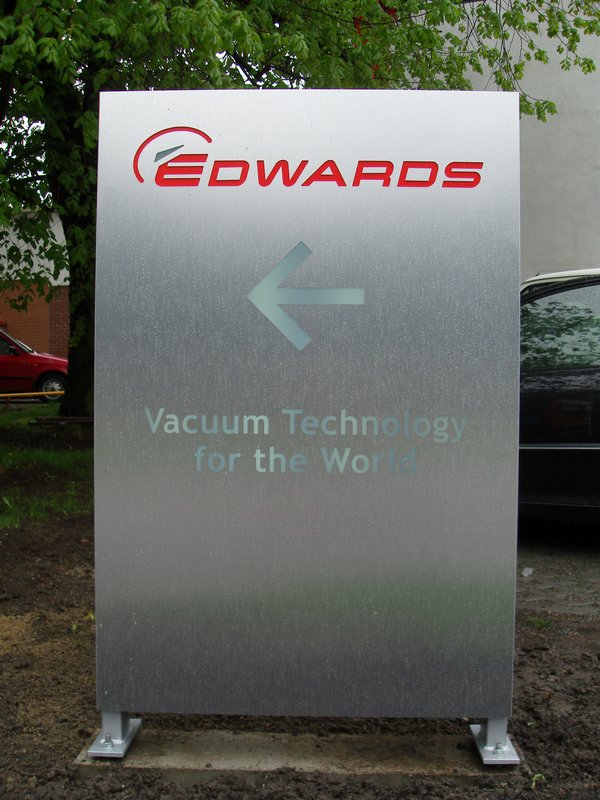 EDWARDS
Vacuum Technology
for the World